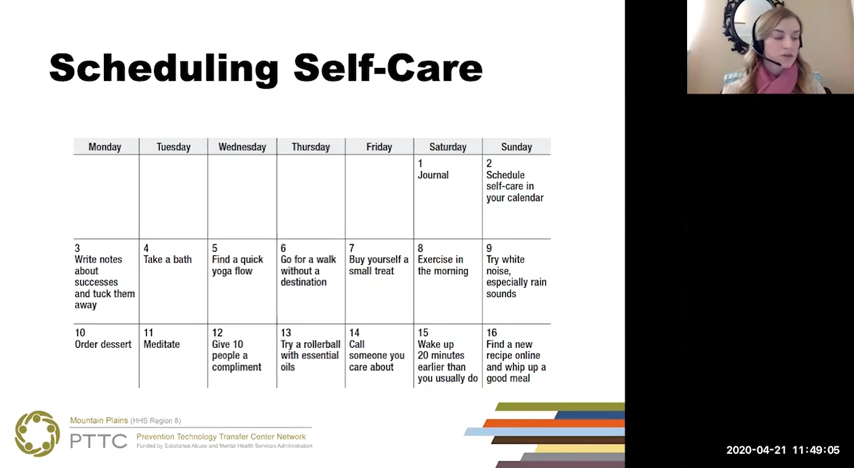 Scheduling Self-Care
Monday Tuesday Wednesday Thursday Friday Saturday Sunday
1
Journal
2
Schedule
self-care in
your calendar
3
Write notes
about
successes
and tuck them
away
4
Take a bath
5
Find a quick
yoga flow
6
Go for a walk
without a
destination
7
Buy yourself a
small treat
8
Exercise in
the morning
9
Try white
noise,
especially rain
sounds
10
Order dessert
11
Meditate
12
Give 10
people a
compliment
13
Try a rollerball
with essential
oils
14
Call
someone you
care about
15
Wake up
20 minutes
earlier than
you usually do
16
Find a new
recipe online
and whip up a
good meal
Mountain Plains (HHS Region 8)
PTTC
Prevention Technology Transfer Center Network
Funded by Substance Abuse and Mental Health Services Administration
2020-04-21 11:49:05